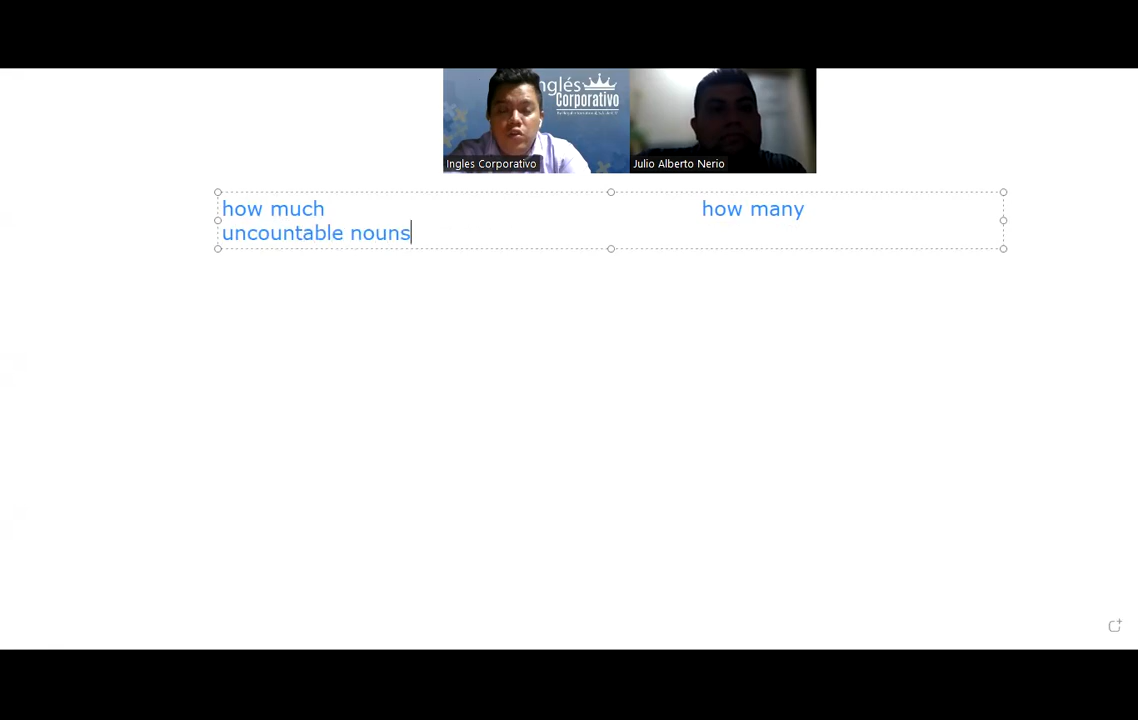 Inglés
Corporativo
Ingles Corporativo
Julio Alberto Nerio
how much how many
uncountable nouns